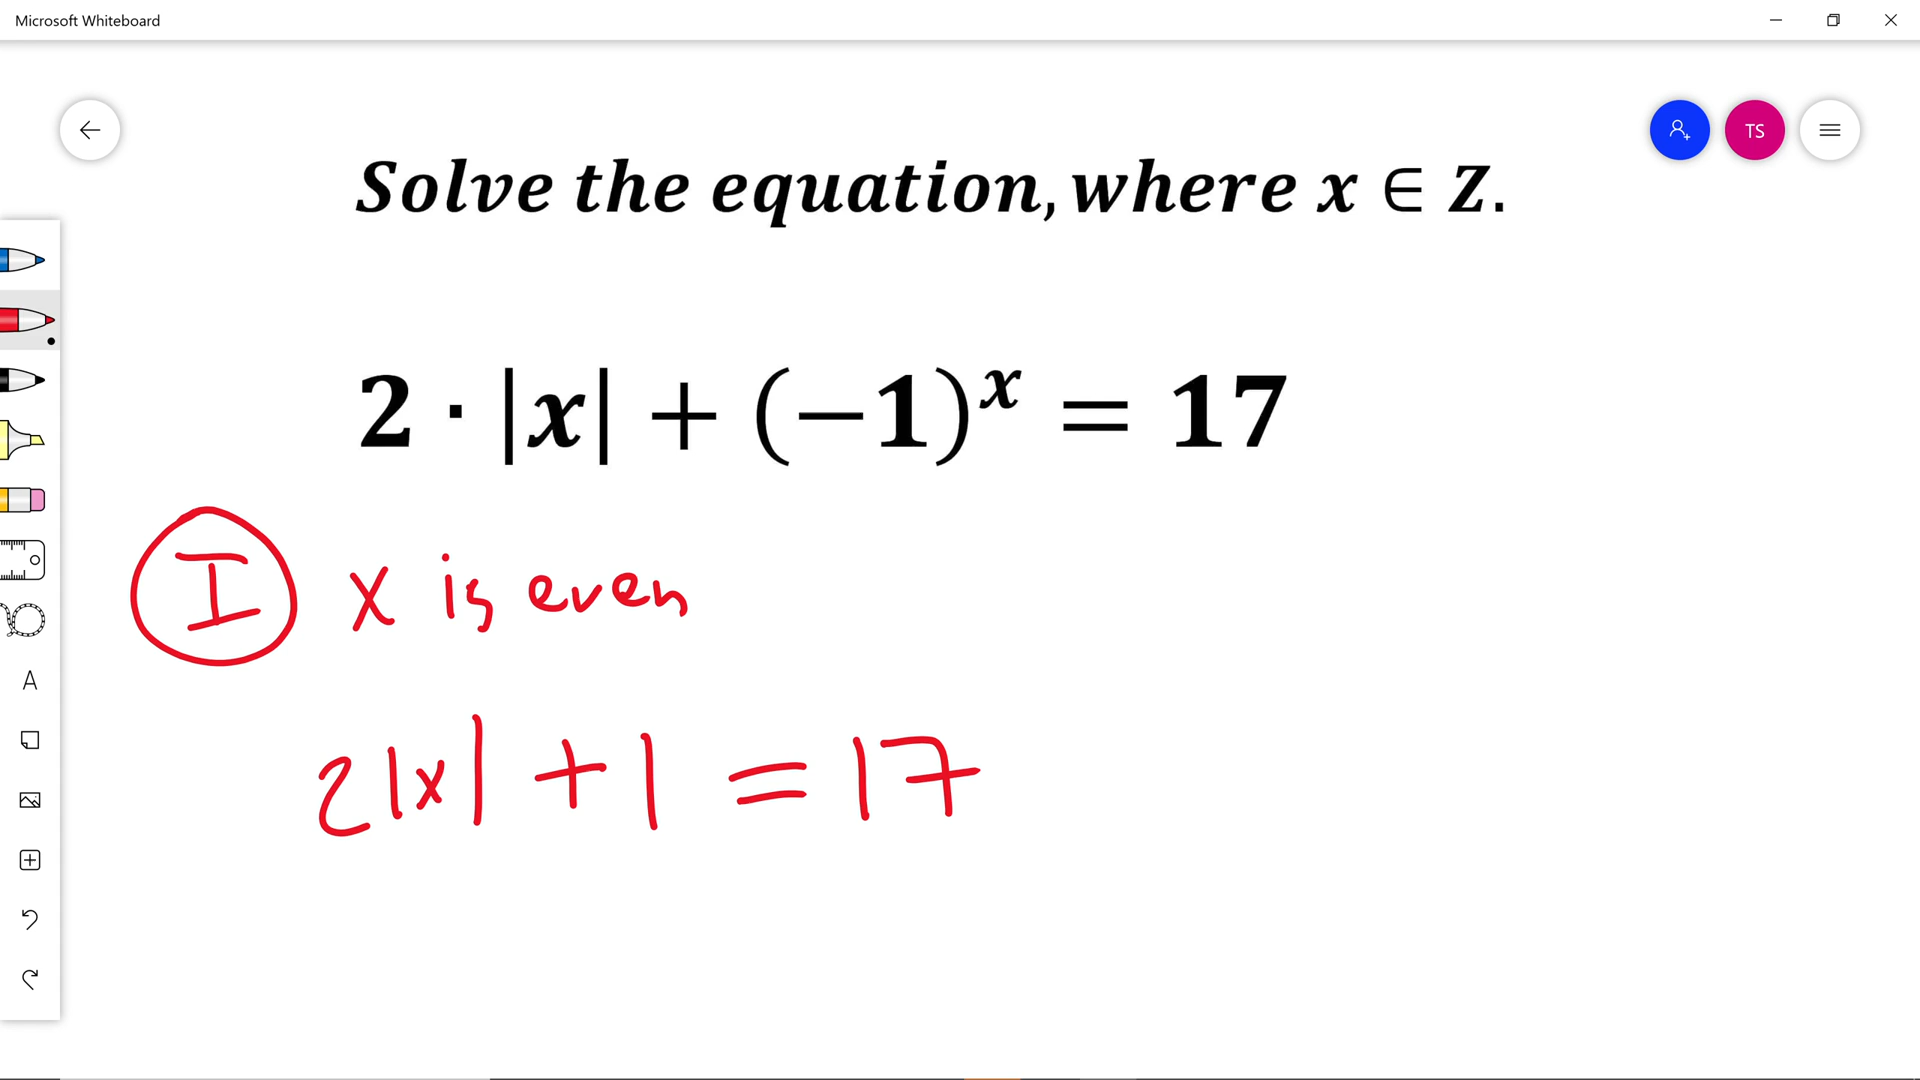 Microsoft Whiteboard
TS
Solve the equation, where x ∈ Z.
2 · |x| + (−1)^x = 17
I x is even
2|x| + 1 = 17
A